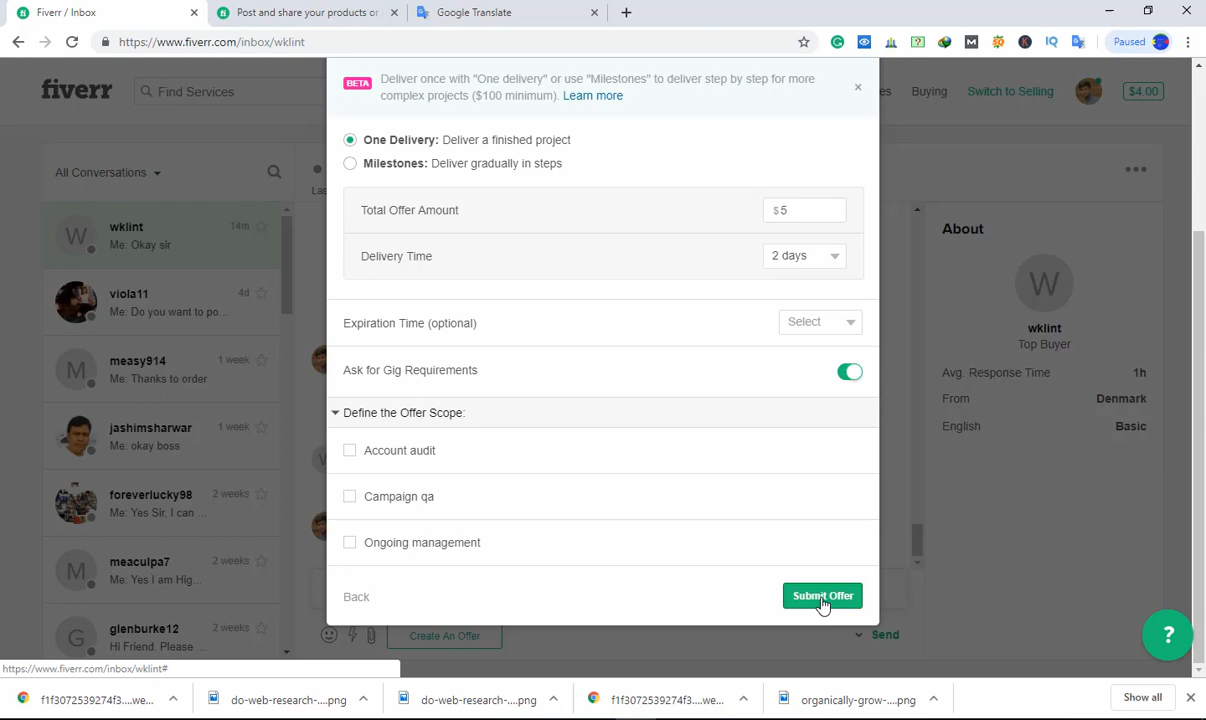 Fiverr / Inbox
Post and share your products or
Google Translate
https://www.fiverr.com/inbox/wklint
Paused
fiverr
Find Services
es
Buying
Switch to Selling
$4.00
BETA
Deliver once with "One delivery" or use "Milestones" to deliver step by step for more
complex projects ($100 minimum). Learn more
One Delivery: Deliver a finished project
Milestones: Deliver gradually in steps
Total Offer Amount
$5
Delivery Time
2 days
Expiration Time (optional)
Select
Ask for Gig Requirements
Define the Offer Scope:
Account audit
Campaign qa
Ongoing management
Back
Submit Offer
All Conversations
Las
wklint
14m
Me: Okay sir
viola11
4d
Me: Do you want to po...
measy914
1 week
Me: Thanks to order
jashimsharwar
1 week
Me: okay boss
foreverlucky98
2 weeks
Me: Yes Sir, I can ...
meaculpa7
2 weeks
Me: Yes I am Hig...
glenburke12
2 weeks
Hi Friend. Please ...
W
M
M
G
About
W
wklint
Top Buyer
Avg. Response Time
1h
From
Denmark
English
Basic
Create An Offer
Send
?
https://www.fiverr.com/inbox/wklint#
f1f3072539274f3....we...
do-web-research-....png
do-web-research-....png
f1f3072539274f3....we...
organically-grow-....png
Show all